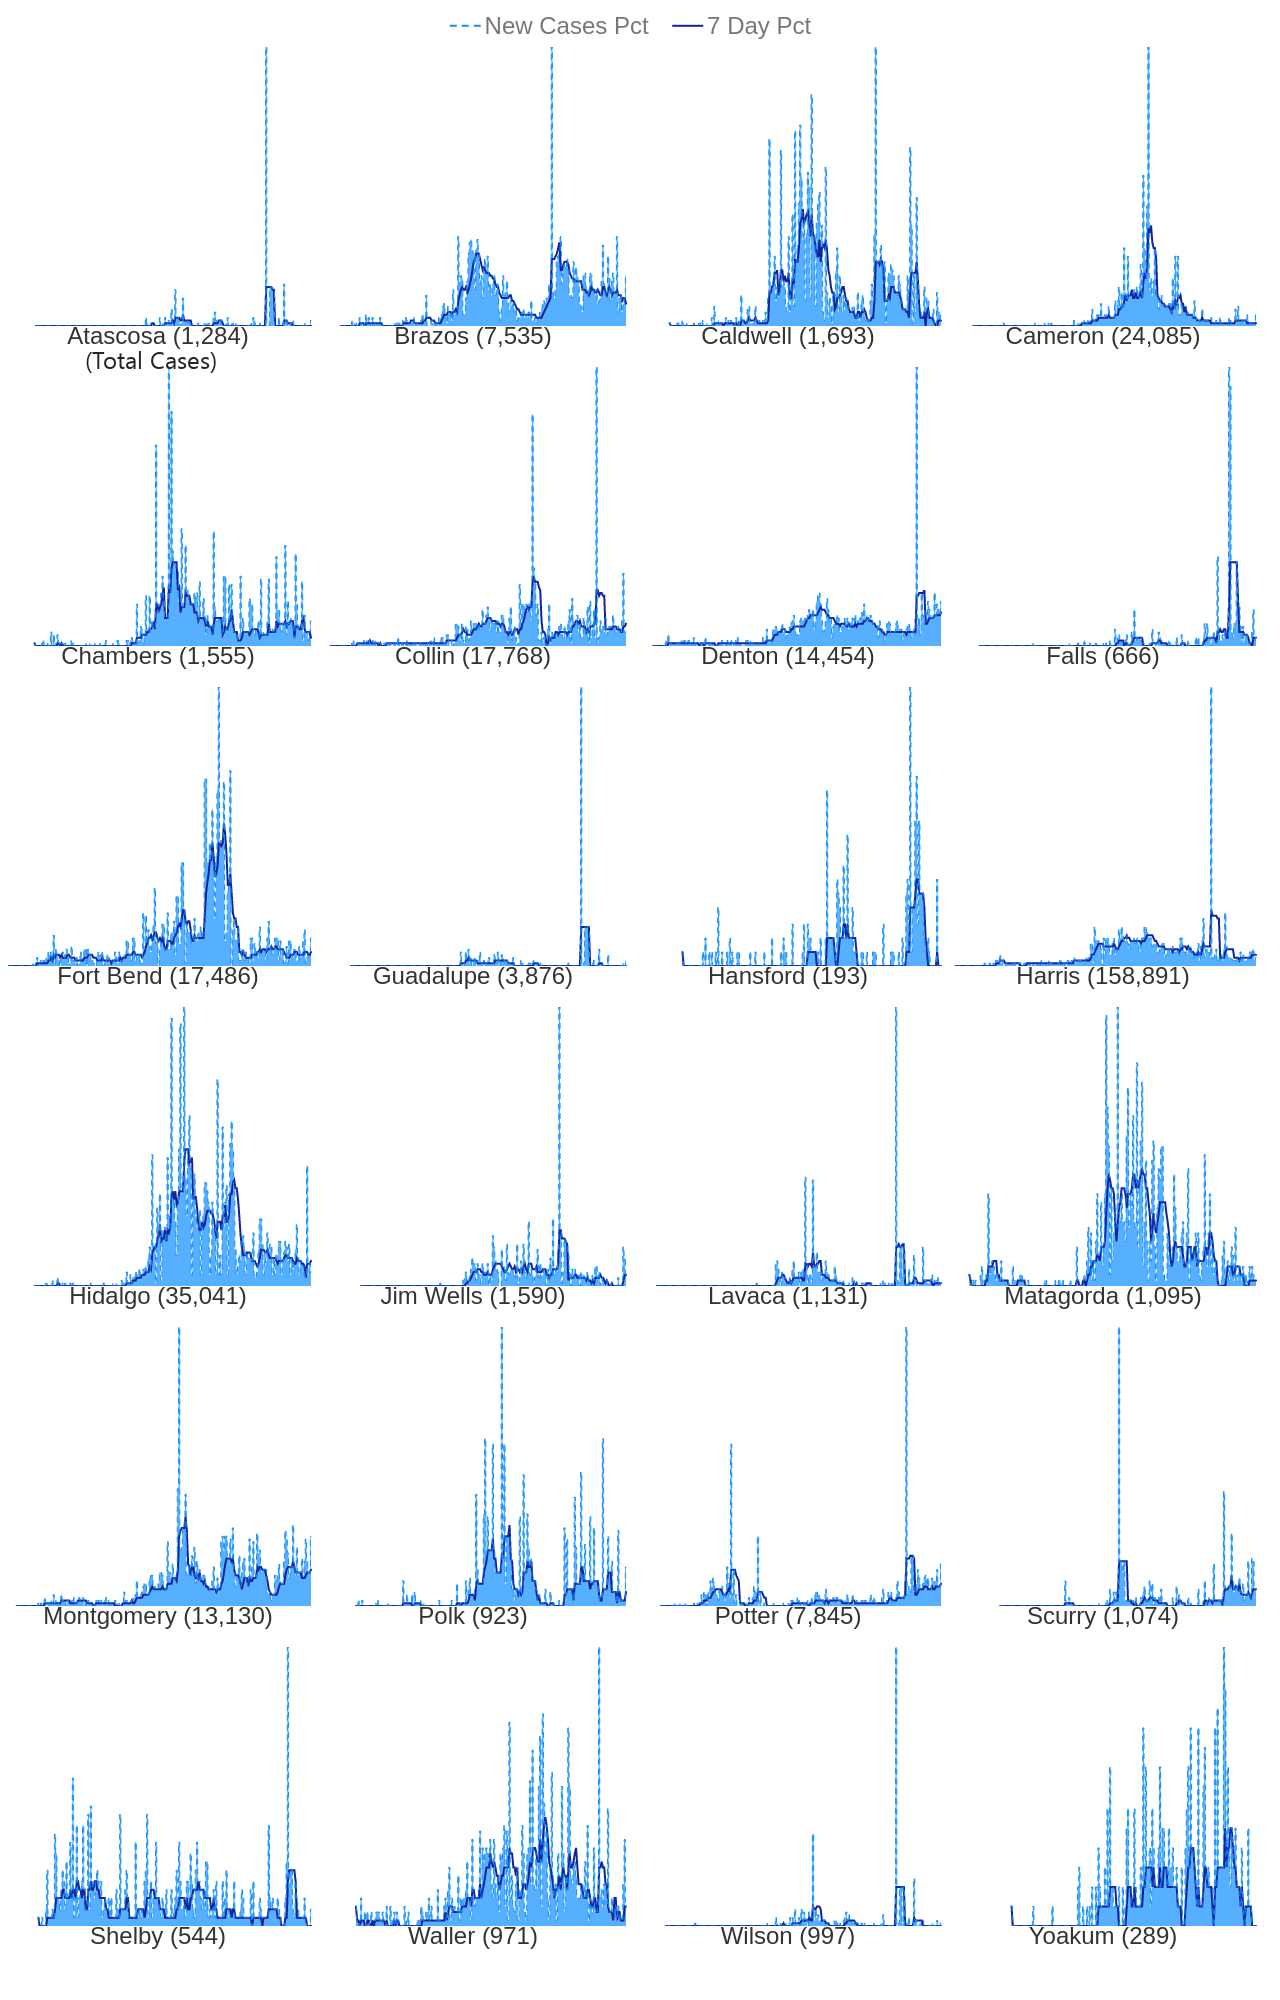 New Cases Pct 7 Day Pct
Atascosa (1,284) Brazos (7,535) Caldwell (1,693) Cameron (24,085)
(Total Cases)
Chambers (1,555) Collin (17,768) Denton (14,454) Falls (666)
Fort Bend (17,486) Guadalupe (3,876) Hansford (193) Harris (158,891)
Hidalgo (35,041) Jim Wells (1,590) Lavaca (1,131) Matagorda (1,095)
Montgomery (13,130) Polk (923) Potter (7,845) Scurry (1,074)
Shelby (544) Waller (971) Wilson (997) Yoakum (289)